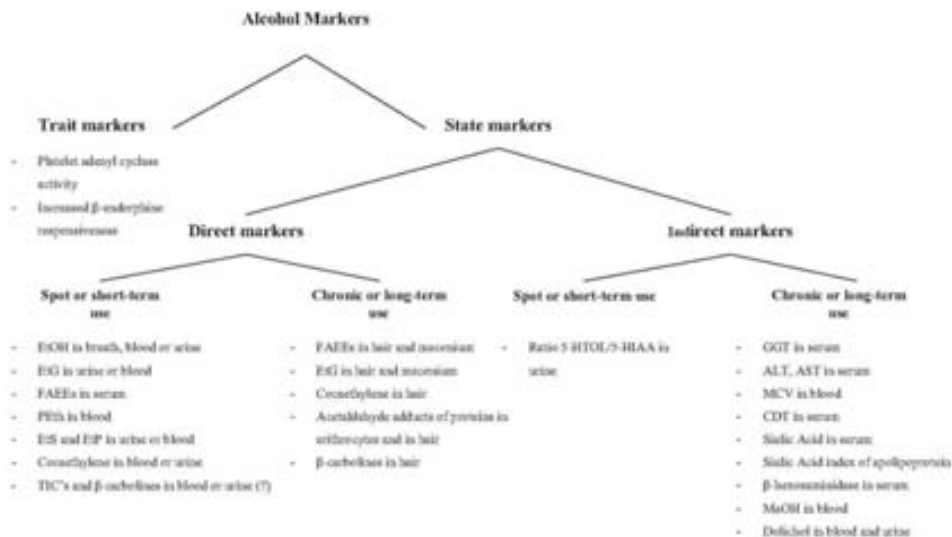 Alcohol Markers
Trait markers
- Platelet adenyl cyclase
activity
- Increased β-endorphine
responsiveness
State markers
Direct markers
Spot or short-term
use
- EtOH in breath, blood or urine
- EtG in urine or blood
- FAEEs in serum
- PEth in blood
- EtS and EtP in urine or blood
- Cocaethylene in blood or urine
- TIC's and β-carbolines in blood or urine (?)
Chronic or long-term
use
- FAEEs in hair and meconium
- EtG in hair and meconium
- Cocaethylene in hair
- Acetaldehyde adducts of proteins in
erithrocytes and in hair
- β-carbolines in hair
Indirect markers
Spot or short-term use
- Ratio 5-HTOL/5-HIAA in
urine
Chronic or long-term
use
- GGT in serum
- ALT, AST in serum
- MCV in blood
- CDT in serum
- Sialic Acid in serum
- Sialic Acid index of apolipoprotein
- β-hexosaminidase in serum
- MeOH in blood
- Dolichol in blood and urine